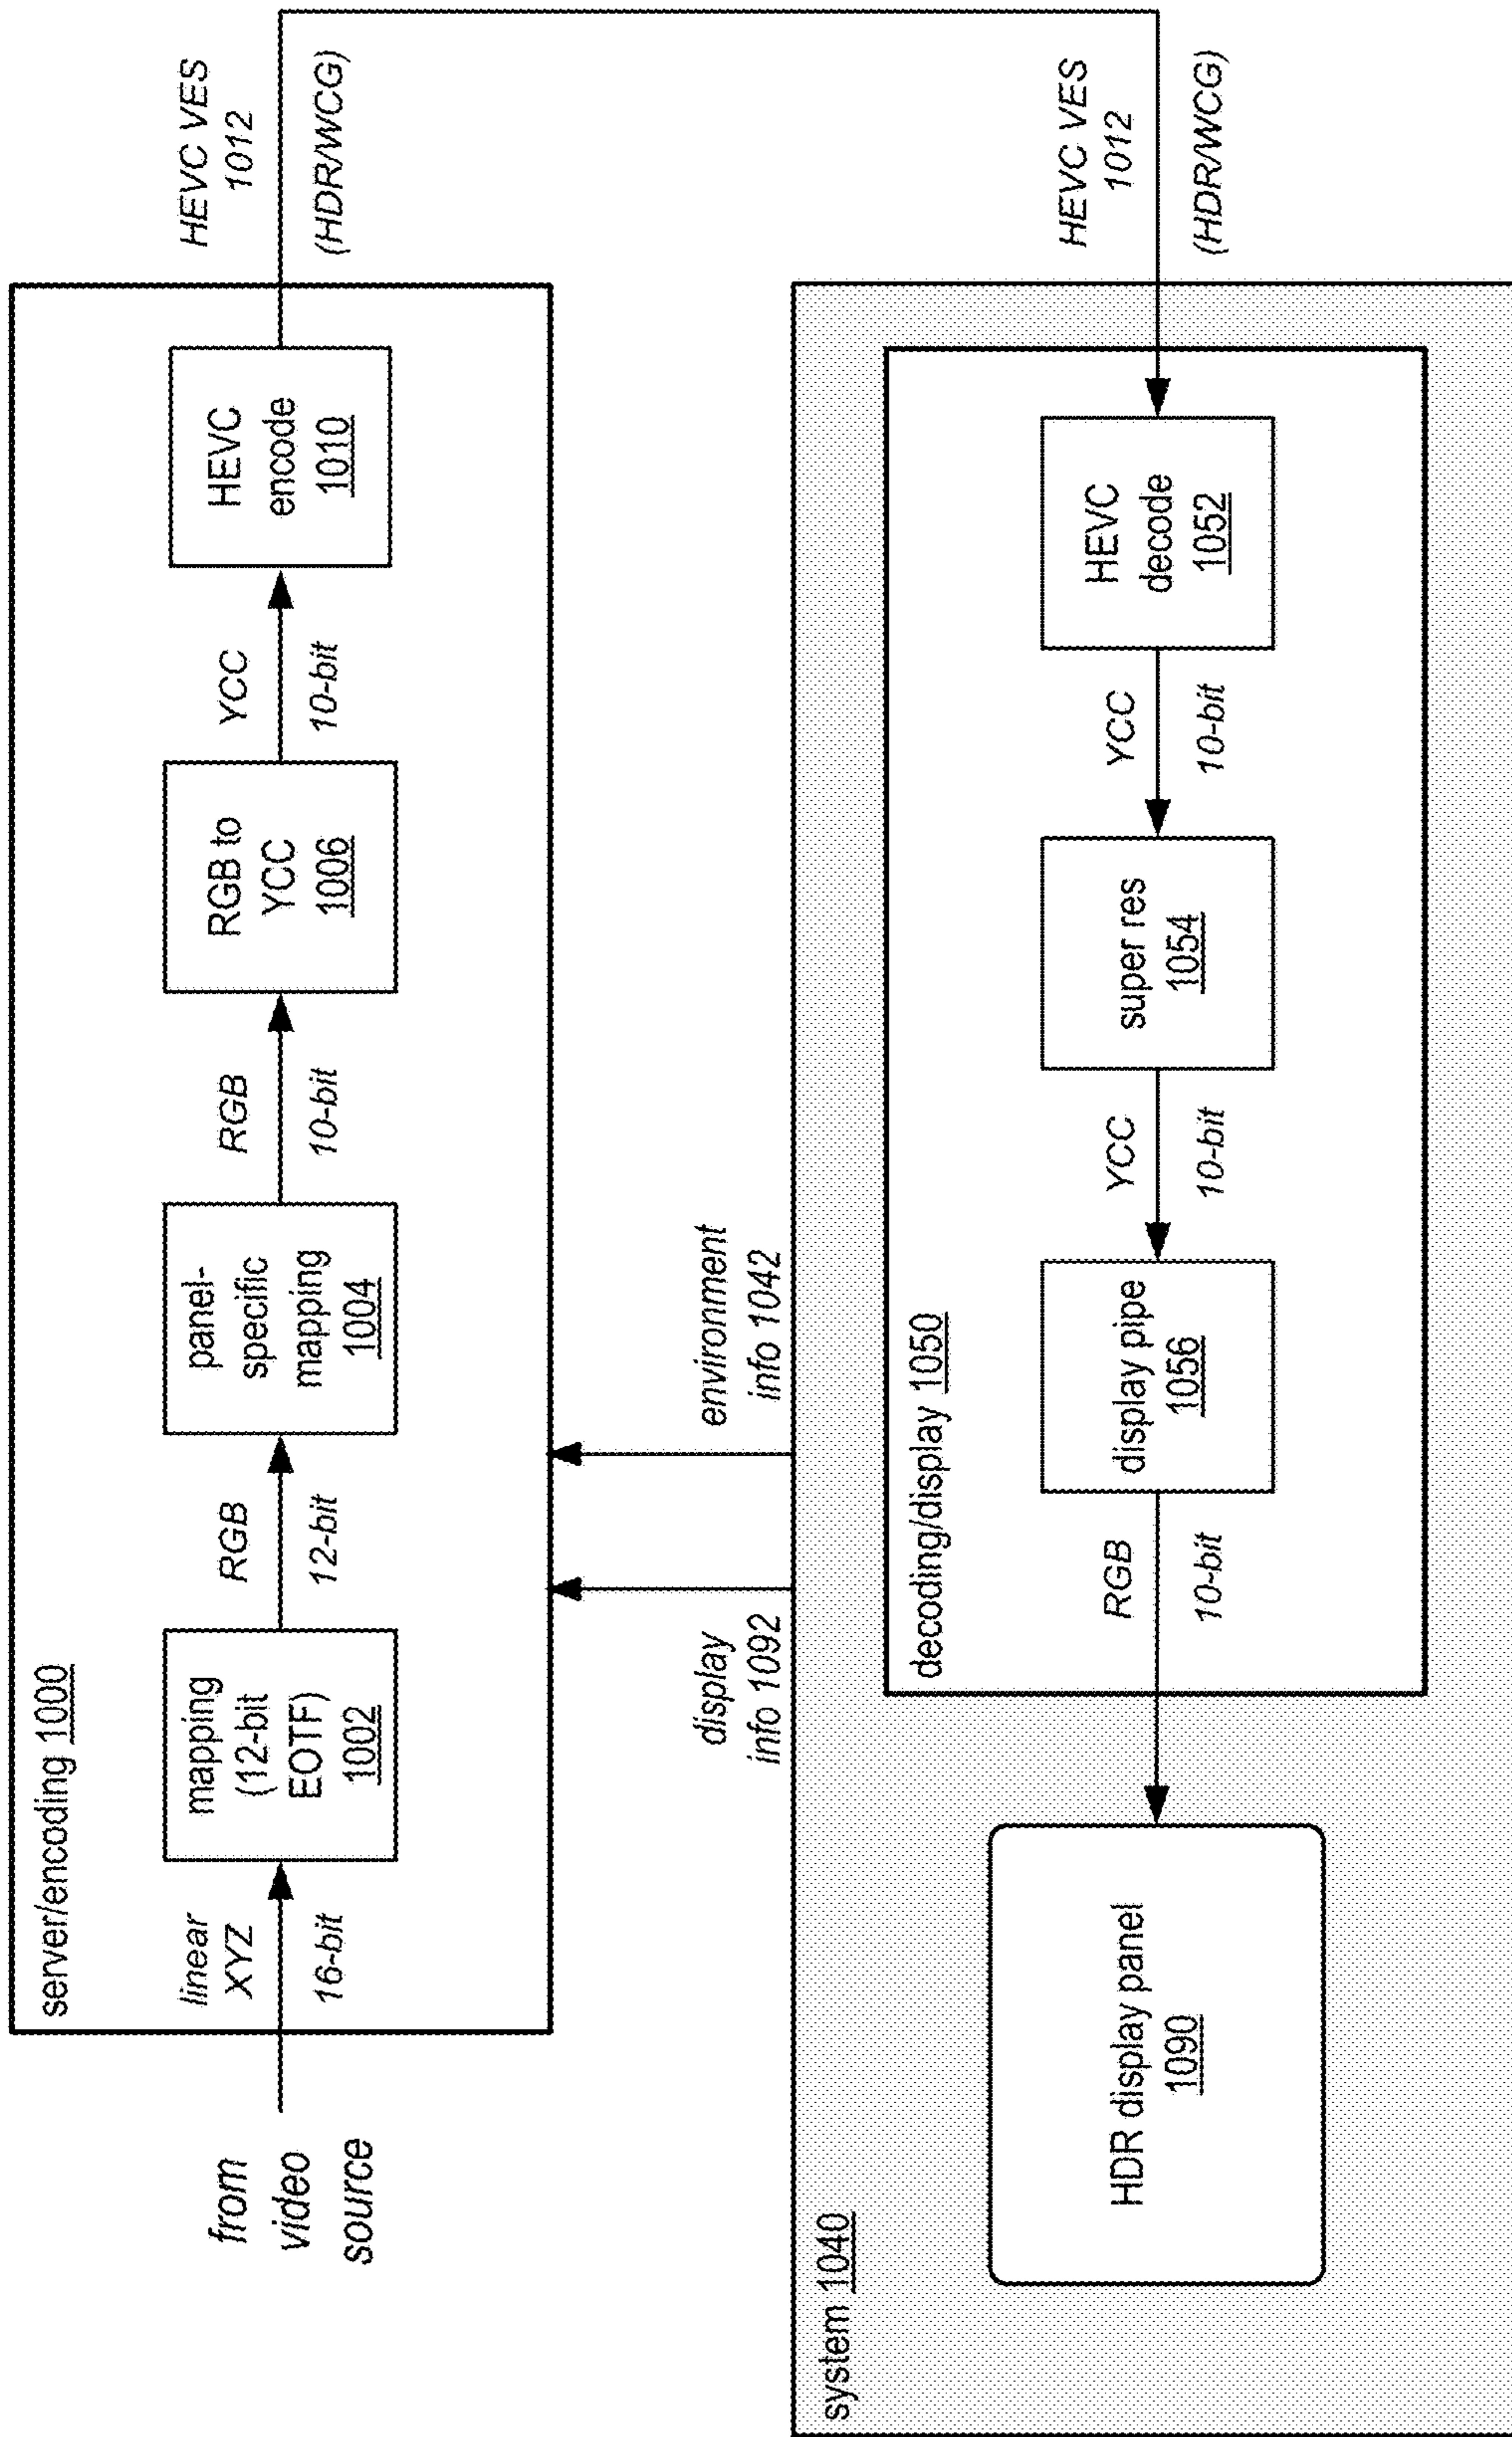 server/encoding 1000
from
video
source
linear
XYZ
16-bit
mapping
(12-bit
EOTF)
1002
RGB
12-bit
panel-
specific
mapping
1004
RGB
10-bit
RGB to
YCC
1006
YCC
10-bit
HEVC
encode
1010
HEVC VES
1012
(HDR/WCG)
display
info 1092
environment
info 1042
system 1040
HDR display panel
1090
decoding/display 1050
RGB
10-bit
display pipe
1056
YCC
10-bit
super res
1054
YCC
10-bit
HEVC
decode
1052
HEVC VES
1012
(HDR/WCG)